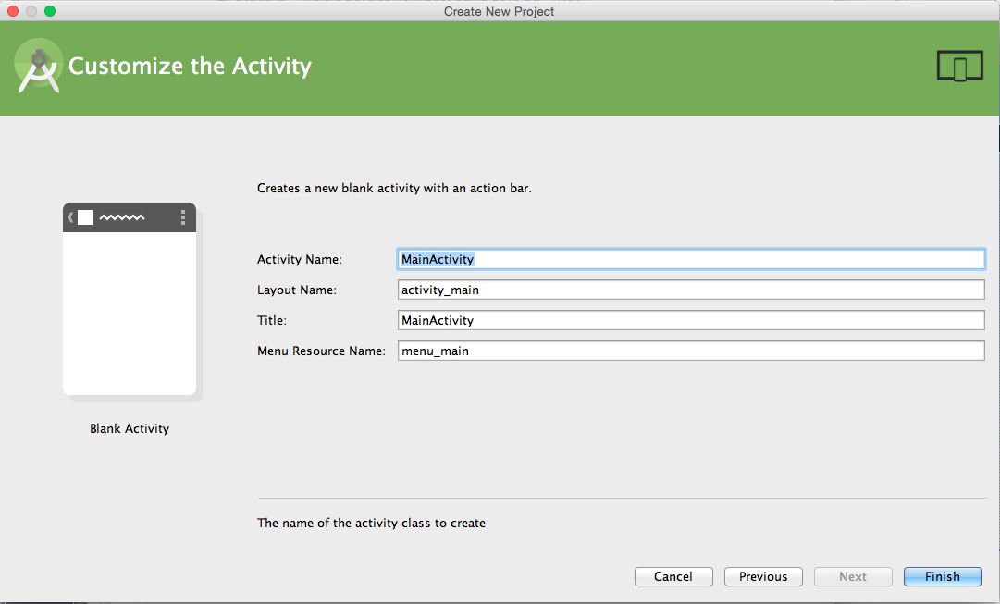 Create New Project
Customize the Activity
Creates a new blank activity with an action bar.
Activity Name: MainActivity
Layout Name: activity_main
Title: MainActivity
Menu Resource Name: menu_main
Blank Activity
The name of the activity class to create
Cancel Previous Next Finish